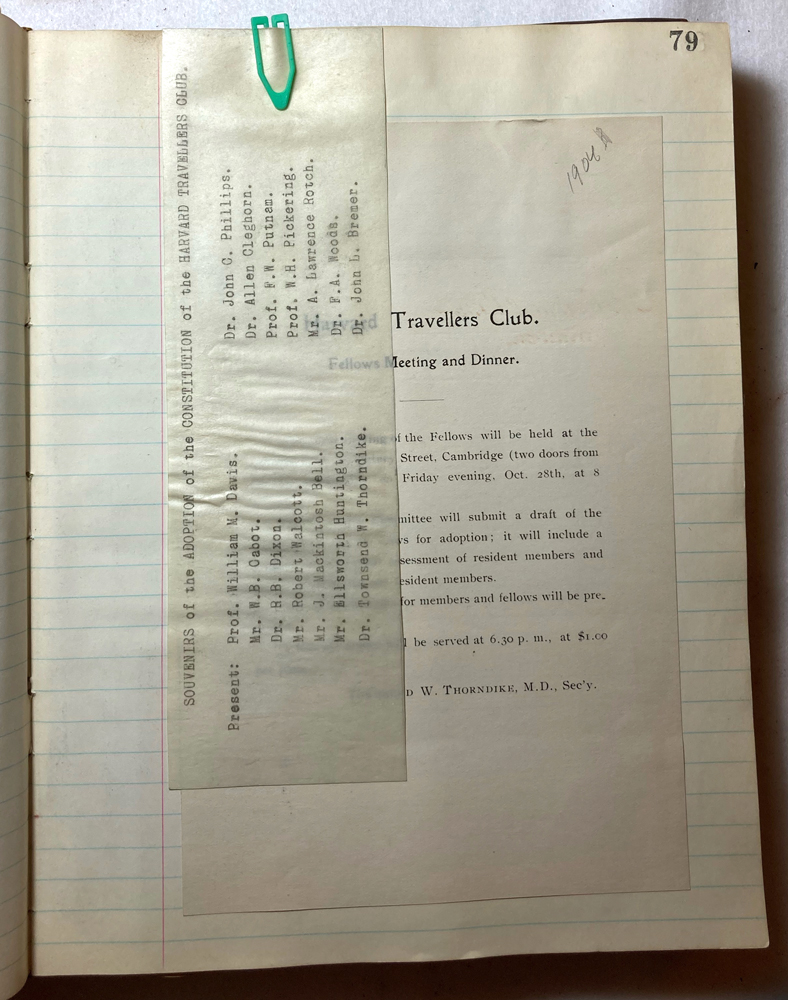 79
1904
SOUVENIRS of the ADOPTION of the CONSTITUTION of the HARVARD TRAVELLERS CLUB.
Present: Prof. William M. Davis. Dr. John C. Phillips.
Mr. W.B. Cabot. Dr. Allen Cleghorn.
Dr. R.B. Dixon. Prof. F.W. Putnam.
Mr. Robert Walcott. Prof. W.H. Pickering.
Mr. J. Mackintosh Bell. Mr. A. Lawrence Rotch.
Mr. Ellsworth Huntington. Dr. F.A. Woods.
Dr. Townsend W. Thorndike. Dr. John L. Bremer.
Harvard Travellers Club.
Fellows Meeting and Dinner.
of the Fellows will be held at the
Street, Cambridge (two doors from
Friday evening, Oct. 28th, at 8
mittee will submit a draft of the
s for adoption; it will include a
sessment of resident members and
esident members.
for members and fellows will be pre-
be served at 6.30 p. m., at $1.00
D W. THORNDIKE, M.D., Sec'y.